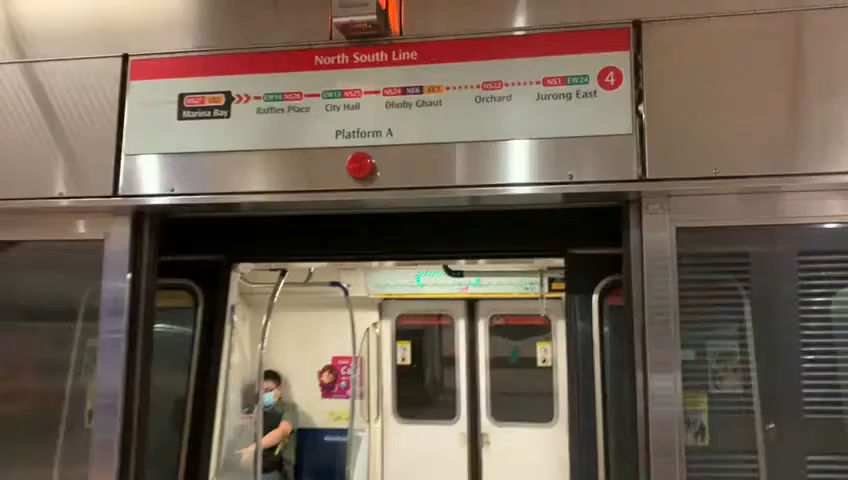 North South Line
NS27 CE2 EW14 NS26 EW13 NS25 NS24 NE6 CC1 NS22 NS1 EW24 4
Marina Bay Raffles Place City Hall Dhoby Ghaut Orchard Jurong East
Platform A